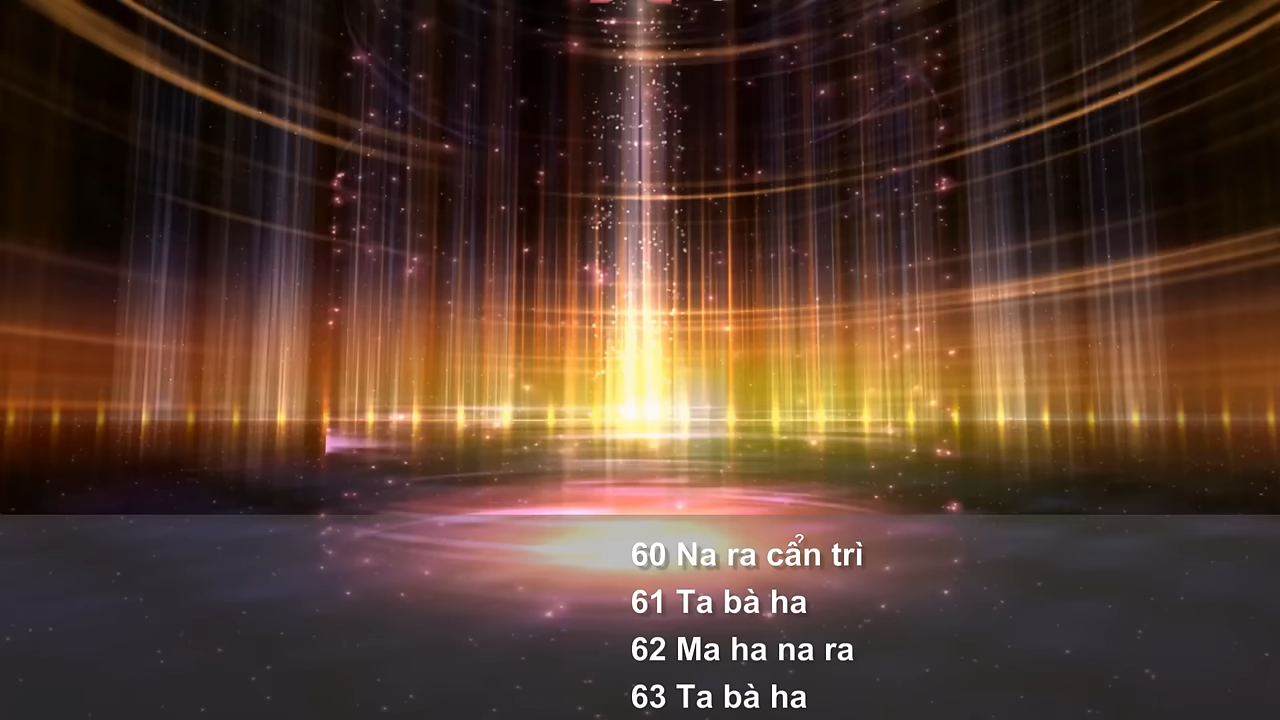 60 Na ra cẩn trì
61 Ta bà ha
62 Ma ha na ra
63 Ta bà ha